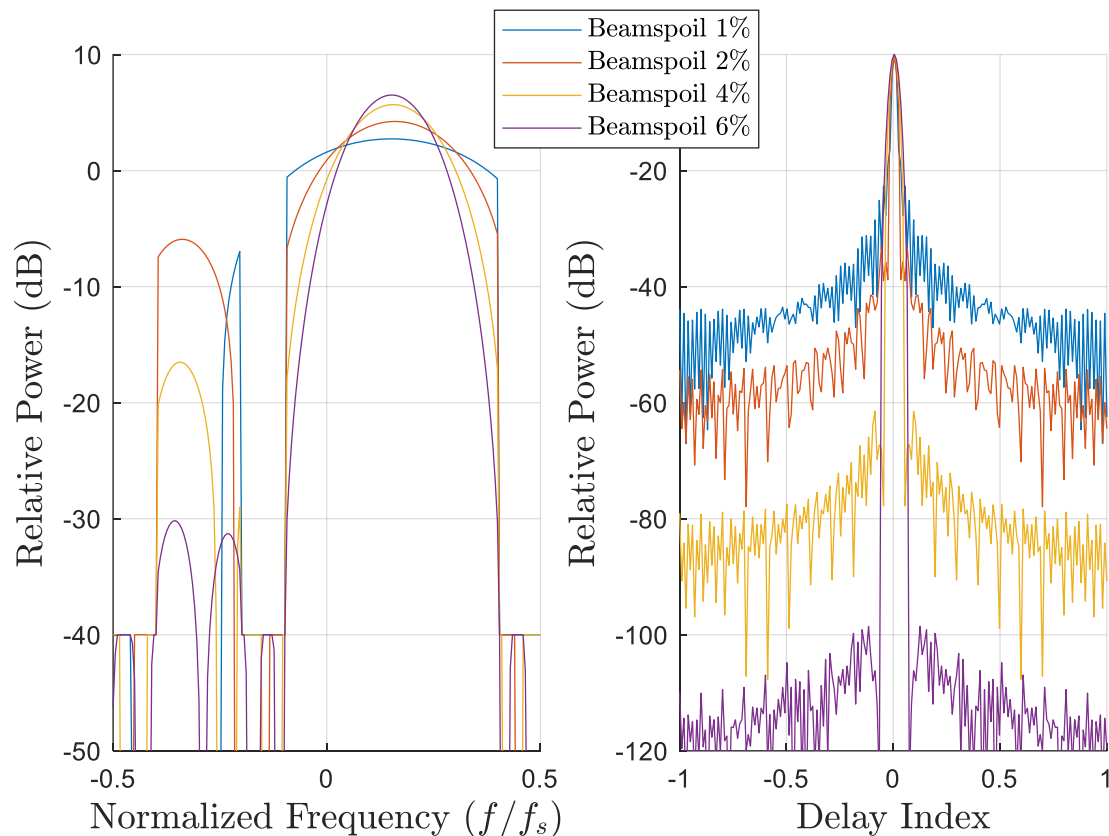 Beamspoil 1%
Beamspoil 2%
Beamspoil 4%
Beamspoil 6%
Relative Power (dB)
10
0
-10
-20
-30
-40
-50
-0.5 0 0.5
Normalized Frequency (f/fs)
Relative Power (dB)
-20
-40
-60
-80
-100
-120
-1 -0.5 0 0.5 1
Delay Index